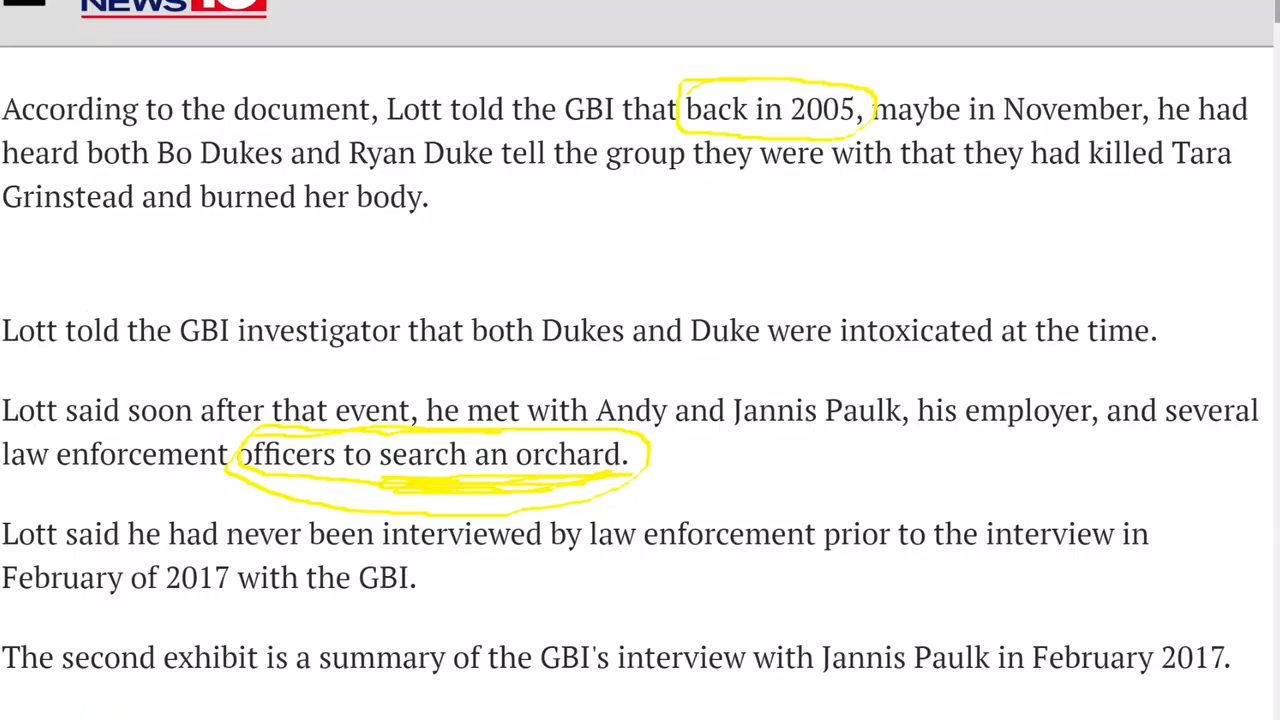 NEWS 10
According to the document, Lott told the GBI that back in 2005, maybe in November, he had
heard both Bo Dukes and Ryan Duke tell the group they were with that they had killed Tara
Grinstead and burned her body.
Lott told the GBI investigator that both Dukes and Duke were intoxicated at the time.
Lott said soon after that event, he met with Andy and Jannis Paulk, his employer, and several
law enforcement officers to search an orchard.
Lott said he had never been interviewed by law enforcement prior to the interview in
February of 2017 with the GBI.
The second exhibit is a summary of the GBI's interview with Jannis Paulk in February 2017.